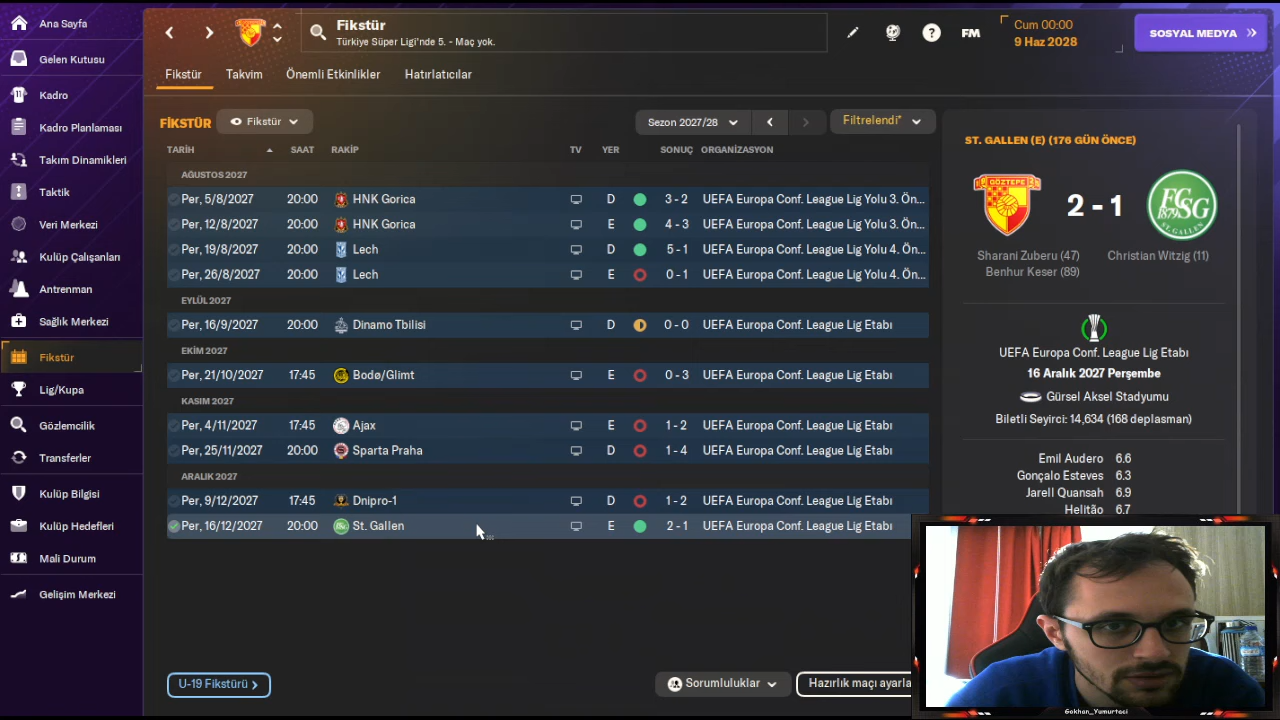 Ana Sayfa
Gelen Kutusu
Kadro
Kadro Planlaması
Takım Dinamikleri
Taktik
Veri Merkezi
Kulüp Çalışanları
Antrenman
Sağlık Merkezi
Fikstür
Lig/Kupa
Gözlemcilik
Transferler
Kulüp Bilgisi
Kulüp Hedefleri
Mali Durum
Gelişim Merkezi
Fikstür
Türkiye Süper Ligi'nde 5. - Maç yok.
FM
Cum 00:00
9 Haz 2028
SOSYAL MEDYA
Fikstür Takvim Önemli Etkinlikler Hatırlatıcılar
FİKSTÜR Fikstür Sezon 2027/28 Filtrelendi*
TARİH SAAT RAKİP TV YER SONUÇ ORGANİZASYON
AĞUSTOS 2027
Per, 5/8/2027 20:00 HNK Gorica D 3 - 2 UEFA Europa Conf. League Lig Yolu 3. Ön...
Per, 12/8/2027 20:00 HNK Gorica E 4 - 3 UEFA Europa Conf. League Lig Yolu 3. Ön...
Per, 19/8/2027 20:00 Lech D 5 - 1 UEFA Europa Conf. League Lig Yolu 4. Ön...
Per, 26/8/2027 20:00 Lech E 0 - 1 UEFA Europa Conf. League Lig Yolu 4. Ön...
EYLÜL 2027
Per, 16/9/2027 20:00 Dinamo Tbilisi D 0 - 0 UEFA Europa Conf. League Lig Etabı
EKİM 2027
Per, 21/10/2027 17:45 Bodø/Glimt E 0 - 3 UEFA Europa Conf. League Lig Etabı
KASIM 2027
Per, 4/11/2027 17:45 Ajax E 1 - 2 UEFA Europa Conf. League Lig Etabı
Per, 25/11/2027 20:00 Sparta Praha D 1 - 4 UEFA Europa Conf. League Lig Etabı
ARALIK 2027
Per, 9/12/2027 17:45 Dnipro-1 D 1 - 2 UEFA Europa Conf. League Lig Etabı
Per, 16/12/2027 20:00 St. Gallen E 2 - 1 UEFA Europa Conf. League Lig Etabı
U-19 Fikstürü
Sorumluluklar
Hazırlık maçı ayarla
ST. GALLEN (E) (176 GÜN ÖNCE)
GÖZTEPE
FC SG
1879
ST. GALLEN
2 - 1
Sharani Zuberu (47) Christian Witzig (11)
Benhur Keser (89)
UEFA Europa Conf. League Lig Etabı
16 Aralık 2027 Perşembe
Gürsel Aksel Stadyumu
Biletli Seyirci: 14,634 (168 deplasman)
Emil Audero 6.6
Gonçalo Esteves 6.3
Jarell Quansah 6.9
Helitão 6.7
Gokhan_Yumurtaci